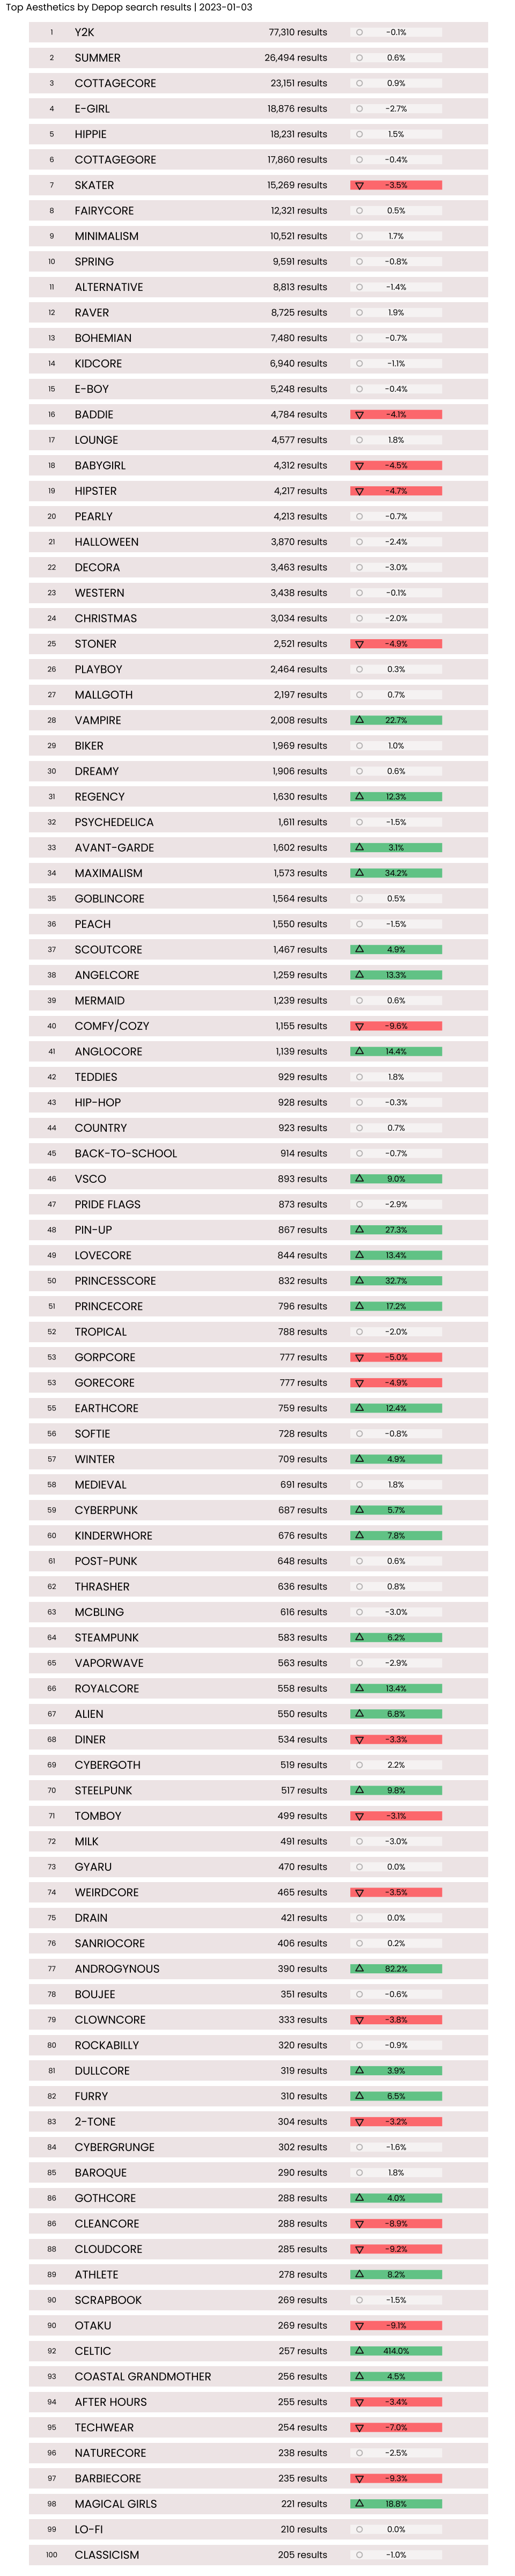 Top Aesthetics by Depop search results | 2023-01-03
1 Y2K 77,310 results -0.1%
2 SUMMER 26,494 results 0.6%
3 COTTAGECORE 23,151 results 0.9%
4 E-GIRL 18,876 results -2.7%
5 HIPPIE 18,231 results 1.5%
6 COTTAGEGORE 17,860 results -0.4%
7 SKATER 15,269 results -3.5%
8 FAIRYCORE 12,321 results 0.5%
9 MINIMALISM 10,521 results 1.7%
10 SPRING 9,591 results -0.8%
11 ALTERNATIVE 8,813 results -1.4%
12 RAVER 8,725 results 1.9%
13 BOHEMIAN 7,480 results -0.7%
14 KIDCORE 6,940 results -1.1%
15 E-BOY 5,248 results -0.4%
16 BADDIE 4,784 results -4.1%
17 LOUNGE 4,577 results 1.8%
18 BABYGIRL 4,312 results -4.5%
19 HIPSTER 4,217 results -4.7%
20 PEARLY 4,213 results -0.7%
21 HALLOWEEN 3,870 results -2.4%
22 DECORA 3,463 results -3.0%
23 WESTERN 3,438 results -0.1%
24 CHRISTMAS 3,034 results -2.0%
25 STONER 2,521 results -4.9%
26 PLAYBOY 2,464 results 0.3%
27 MALLGOTH 2,197 results 0.7%
28 VAMPIRE 2,008 results 22.7%
29 BIKER 1,969 results 1.0%
30 DREAMY 1,906 results 0.6%
31 REGENCY 1,630 results 12.3%
32 PSYCHEDELICA 1,611 results -1.5%
33 AVANT-GARDE 1,602 results 3.1%
34 MAXIMALISM 1,573 results 34.2%
35 GOBLINCORE 1,564 results 0.5%
36 PEACH 1,550 results -1.5%
37 SCOUTCORE 1,467 results 4.9%
38 ANGELCORE 1,259 results 13.3%
39 MERMAID 1,239 results 0.6%
40 COMFY/COZY 1,155 results -9.6%
41 ANGLOCORE 1,139 results 14.4%
42 TEDDIES 929 results 1.8%
43 HIP-HOP 928 results -0.3%
44 COUNTRY 923 results 0.7%
45 BACK-TO-SCHOOL 914 results -0.7%
46 VSCO 893 results 9.0%
47 PRIDE FLAGS 873 results -2.9%
48 PIN-UP 867 results 27.3%
49 LOVECORE 844 results 13.4%
50 PRINCESSCORE 832 results 32.7%
51 PRINCECORE 796 results 17.2%
52 TROPICAL 788 results -2.0%
53 GORPCORE 777 results -5.0%
53 GORECORE 777 results -4.9%
55 EARTHCORE 759 results 12.4%
56 SOFTIE 728 results -0.8%
57 WINTER 709 results 4.9%
58 MEDIEVAL 691 results 1.8%
59 CYBERPUNK 687 results 5.7%
60 KINDERWHORE 676 results 7.8%
61 POST-PUNK 648 results 0.6%
62 THRASHER 636 results 0.8%
63 MCBLING 616 results -3.0%
64 STEAMPUNK 583 results 6.2%
65 VAPORWAVE 563 results -2.9%
66 ROYALCORE 558 results 13.4%
67 ALIEN 550 results 6.8%
68 DINER 534 results -3.3%
69 CYBERGOTH 519 results 2.2%
70 STEELPUNK 517 results 9.8%
71 TOMBOY 499 results -3.1%
72 MILK 491 results -3.0%
73 GYARU 470 results 0.0%
74 WEIRDCORE 465 results -3.5%
75 DRAIN 421 results 0.0%
76 SANRIOCORE 406 results 0.2%
77 ANDROGYNOUS 390 results 82.2%
78 BOUJEE 351 results -0.6%
79 CLOWNCORE 333 results -3.8%
80 ROCKABILLY 320 results -0.9%
81 DULLCORE 319 results 3.9%
82 FURRY 310 results 6.5%
83 2-TONE 304 results -3.2%
84 CYBERGRUNGE 302 results -1.6%
85 BAROQUE 290 results 1.8%
86 GOTHCORE 288 results 4.0%
86 CLEANCORE 288 results -8.9%
88 CLOUDCORE 285 results -9.2%
89 ATHLETE 278 results 8.2%
90 SCRAPBOOK 269 results -1.5%
90 OTAKU 269 results -9.1%
92 CELTIC 257 results 414.0%
93 COASTAL GRANDMOTHER 256 results 4.5%
94 AFTER HOURS 255 results -3.4%
95 TECHWEAR 254 results -7.0%
96 NATURECORE 238 results -2.5%
97 BARBIECORE 235 results -9.3%
98 MAGICAL GIRLS 221 results 18.8%
99 LO-FI 210 results 0.0%
100 CLASSICISM 205 results -1.0%